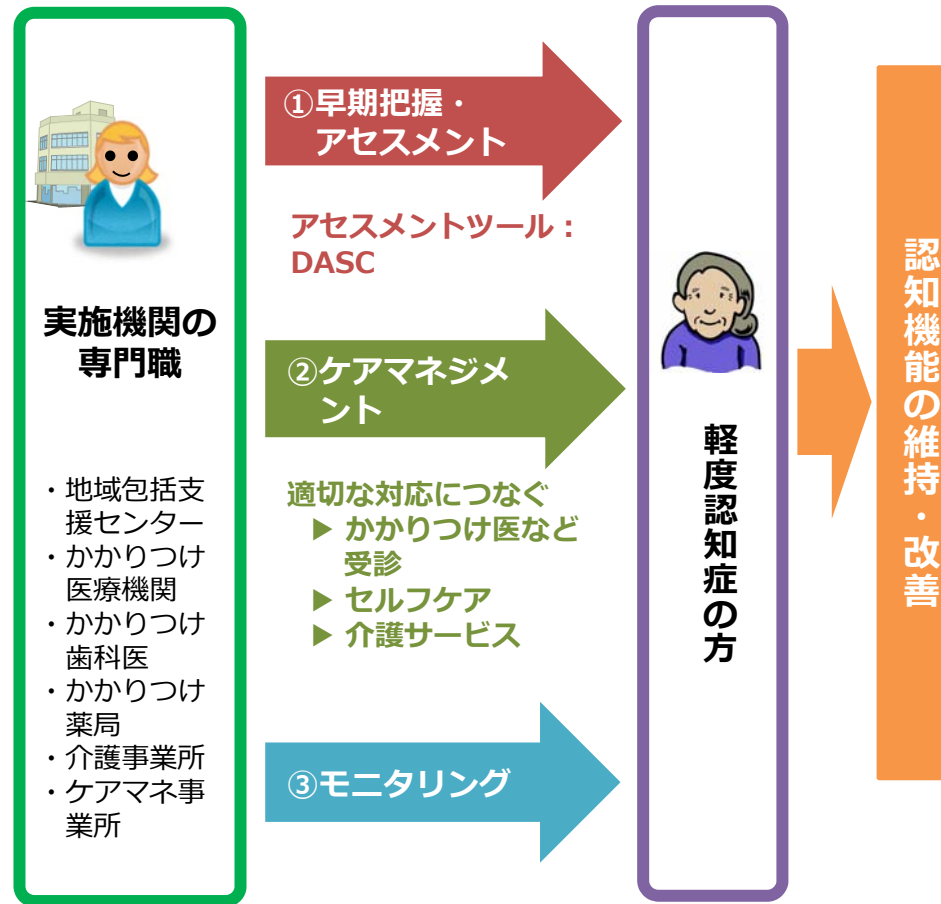 実施機関の
専門職
・地域包括支
援センター
・かかりつけ
医療機関
・かかりつけ
歯科医
・かかりつけ
薬局
・介護事業所
・ケアマネ事
業所
①早期把握・
アセスメント
アセスメントツール：
DASC
②ケアマネジメ
ント
適切な対応につなぐ
▶ かかりつけ医など
受診
▶ セルフケア
▶ 介護サービス
③モニタリング
軽度認知症の方
認知機能の維持・改善